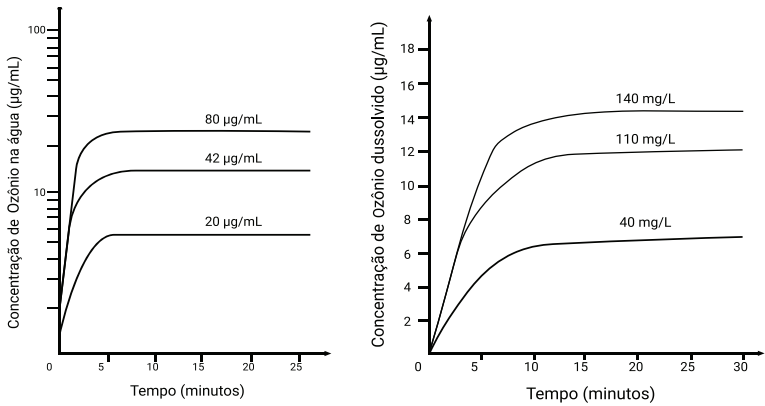 Concentração de Ozônio na água (µg/mL)
100
10
80 µg/mL
42 µg/mL
20 µg/mL
0 5 10 15 20 25
Tempo (minutos)
Concentração de Ozônio dussolvido (µg/mL)
18
16
14
12
10
8
6
4
2
140 mg/L
110 mg/L
40 mg/L
0 5 10 15 20 25 30
Tempo (minutos)